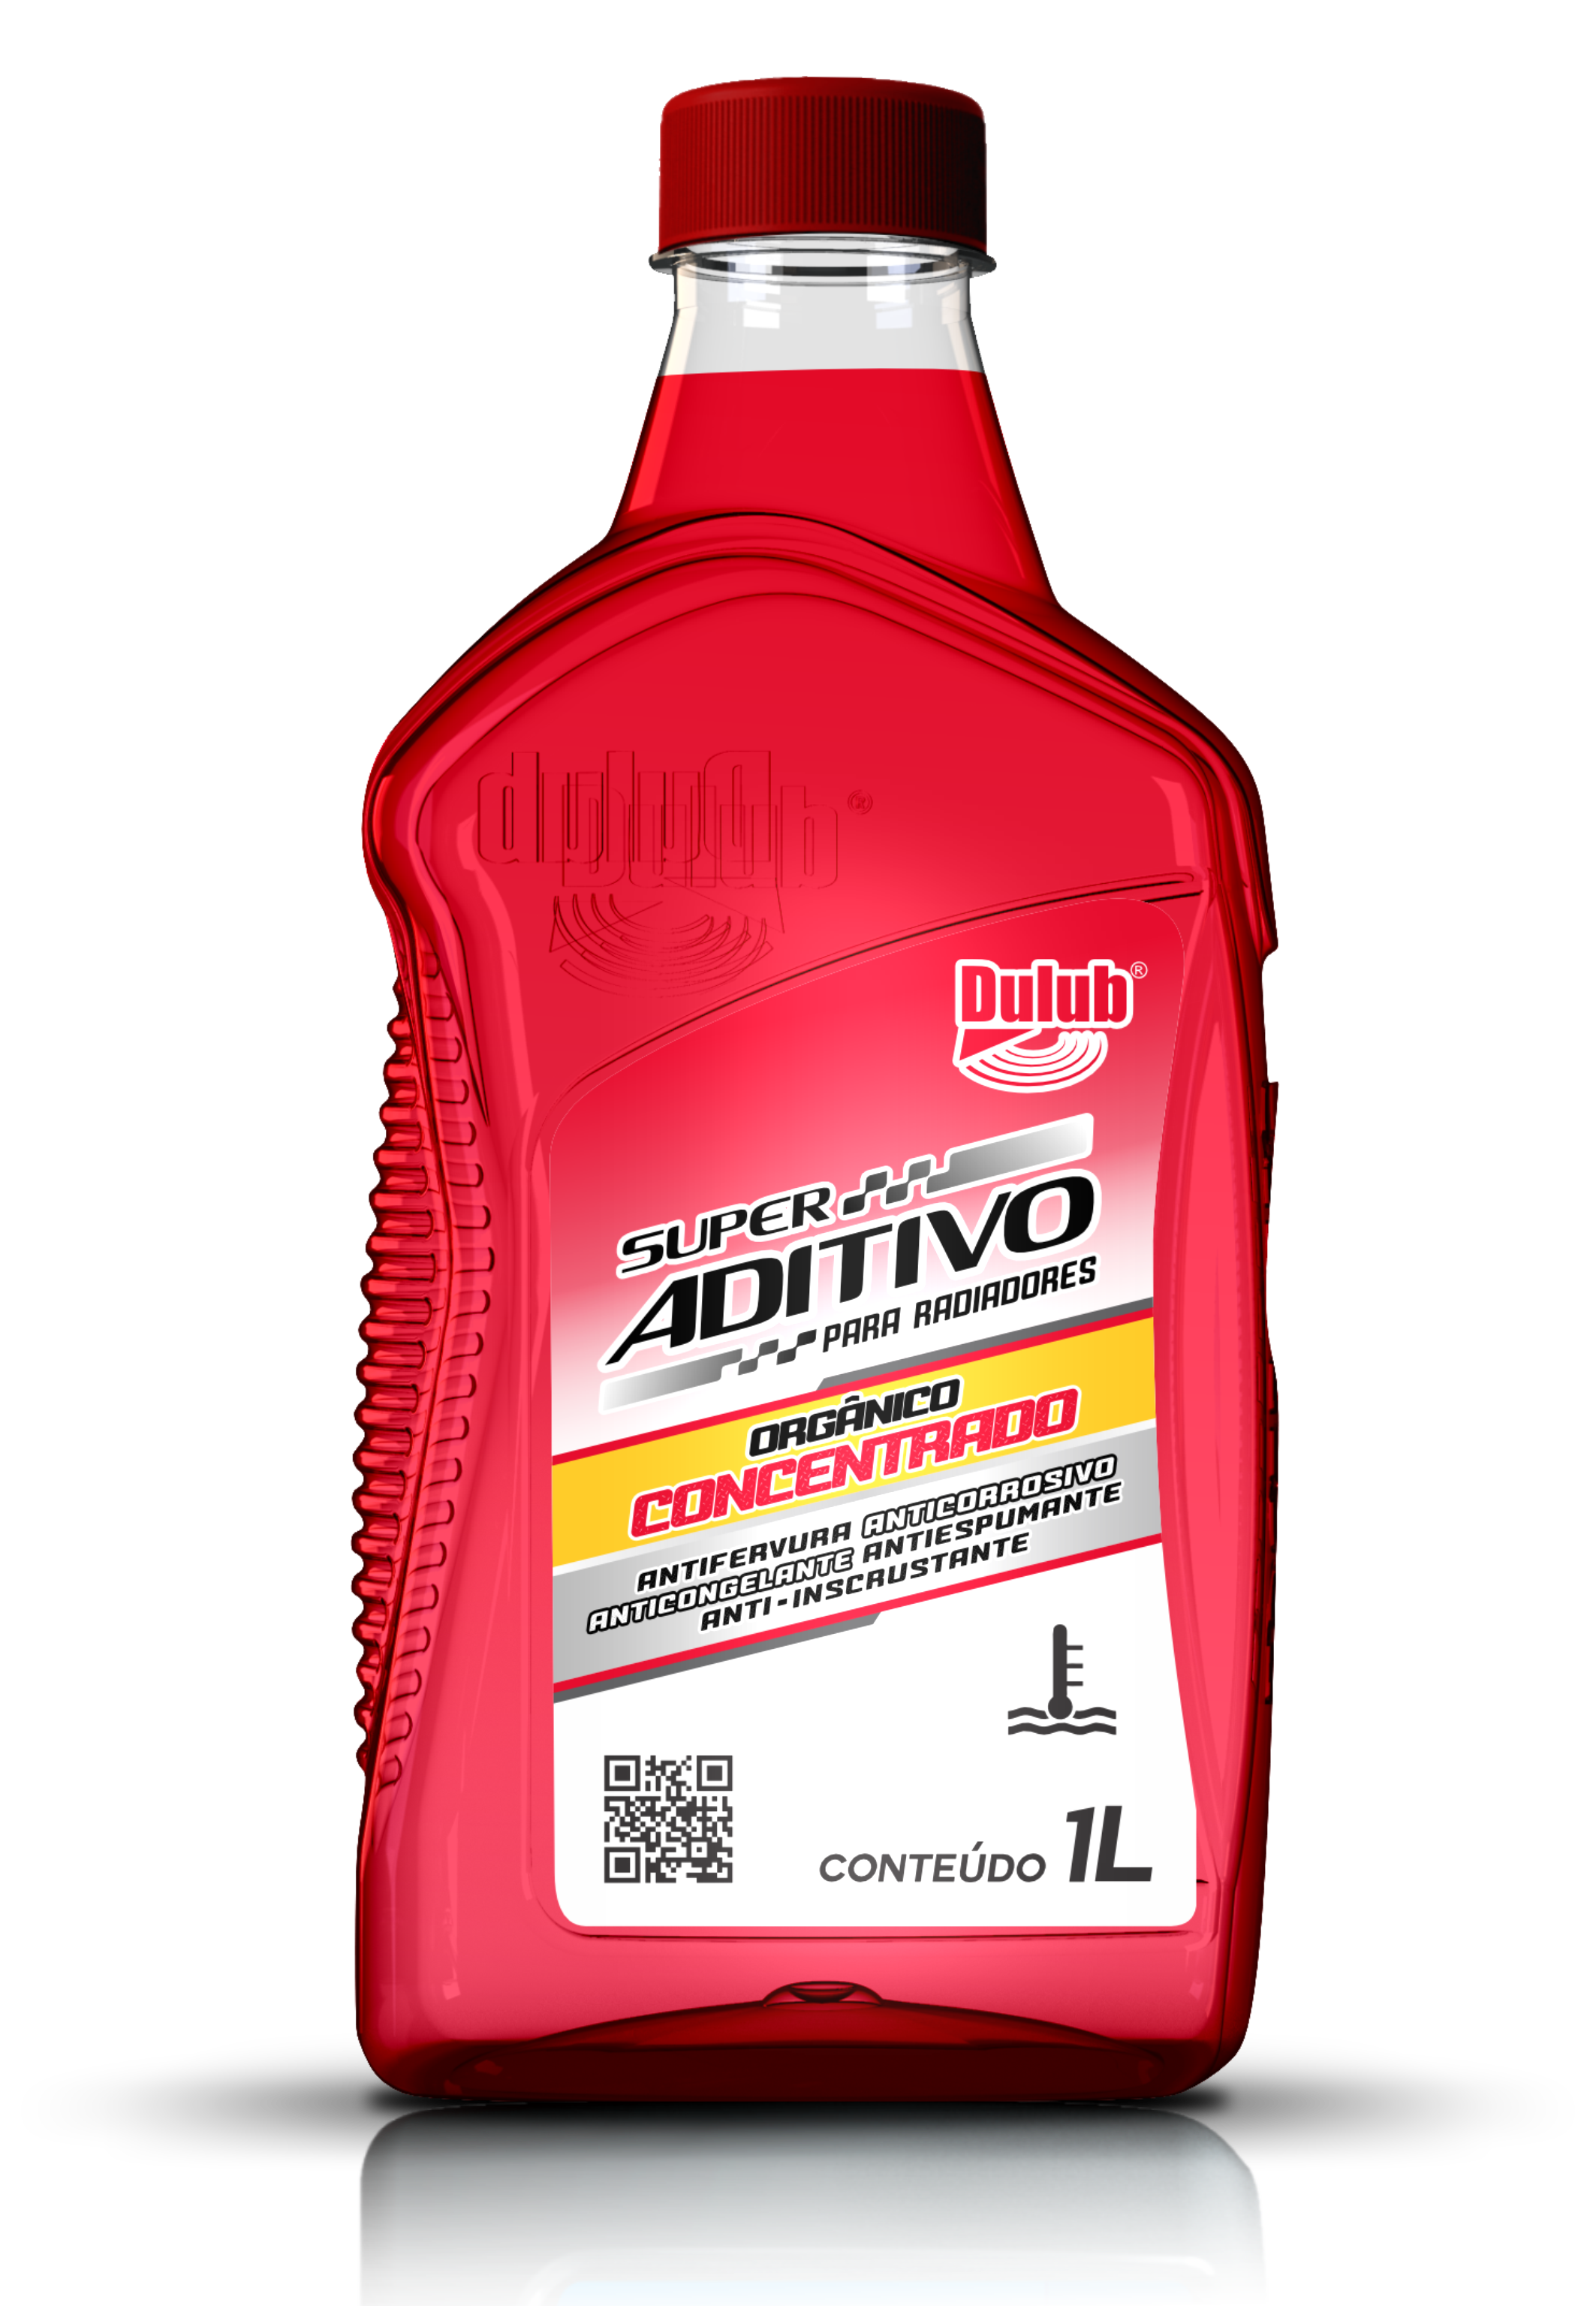 Dulub®
Dulub®
SUPER
ADITIVO
PARA RADIADORES
ORGÂNICO
CONCENTRADO
ANTIFERVURA ANTICORROSIVO
ANTICONGELANTE ANTIESPUMANTE
ANTI-INSCRUSTANTE
CONTEÚDO 1L